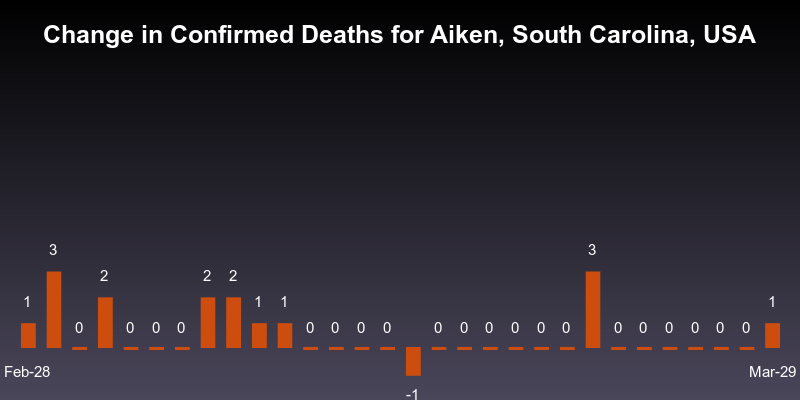 Change in Confirmed Deaths for Aiken, South Carolina, USA
3 3
2 2 2
1 1 1 1
0 0 0 0 0 0 0 0 0 0 0 0 0 0 0 0 0 0 0 0
Feb-28 Mar-29
-1